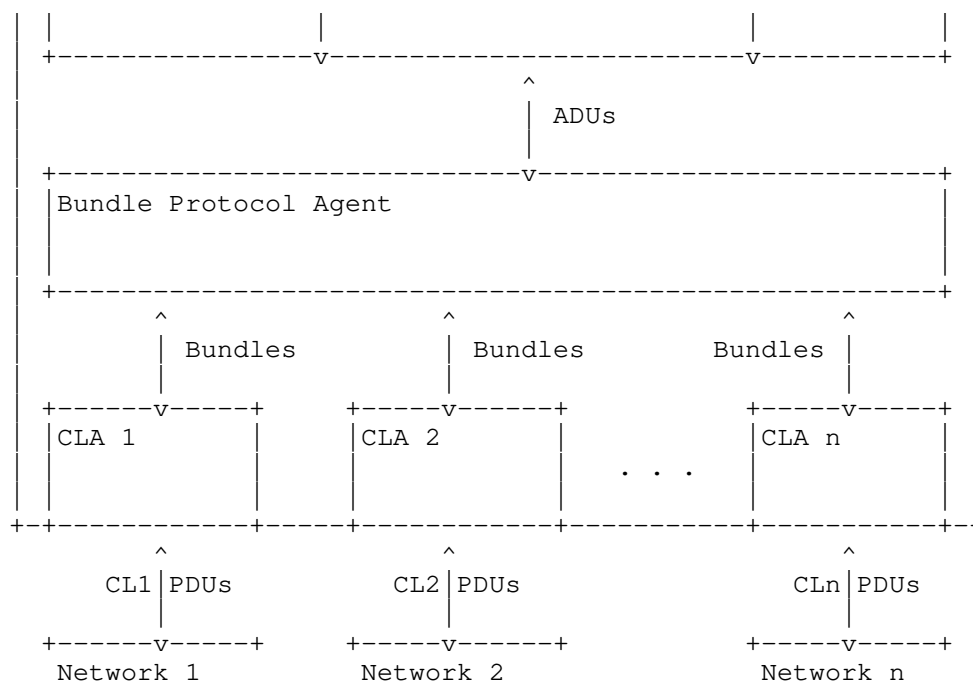 ADUs
Bundle Protocol Agent
Bundles Bundles Bundles
CLA 1 CLA 2 CLA n
. . .
CL1 PDUs CL2 PDUs CLn PDUs
Network 1 Network 2 Network n